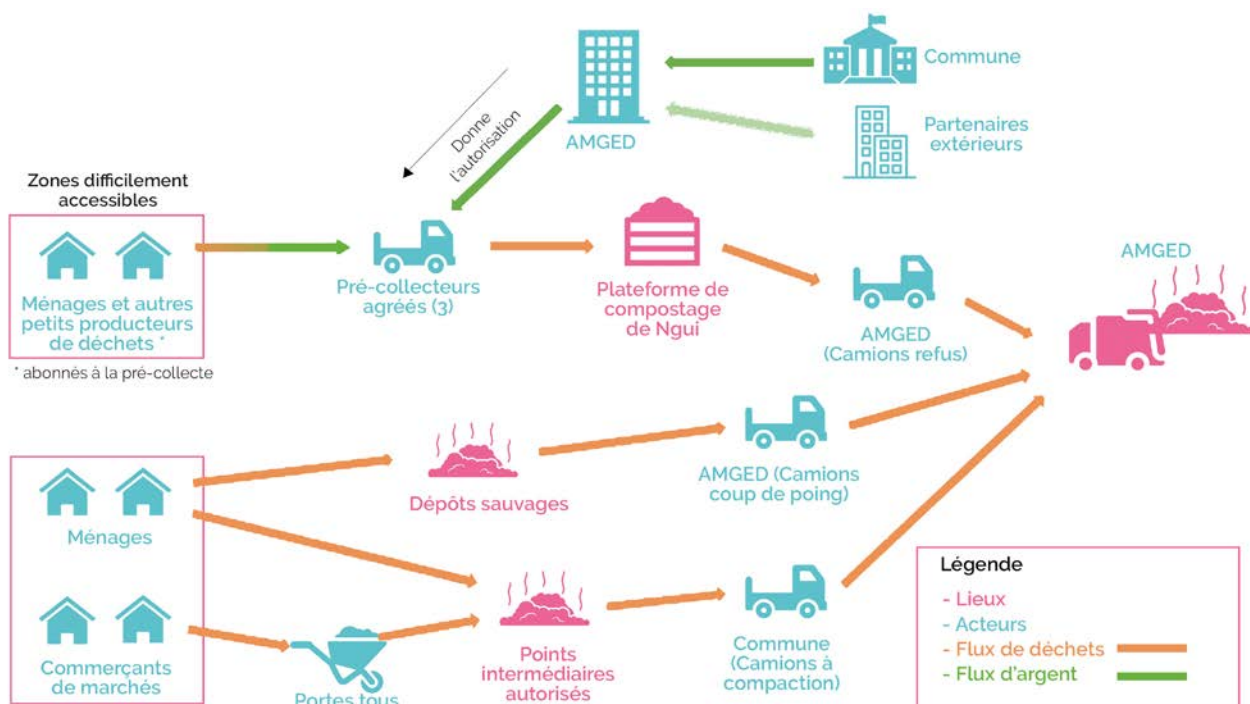 Commune
Partenaires
extérieurs
AMGED
Donne
l'autorisation
Zones difficilement
accessibles
Ménages et autres
petits producteurs
de déchets *
* abonnés à la pré-collecte
Pré-collecteurs
agréés (3)
Plateforme de
compostage
de Ngui
AMGED
(Camions refus)
AMGED
Ménages
Dépôts sauvages
AMGED (Camions
coup de poing)
Commerçants
de marchés
Portes tous
Points
intermédiaires
autorisés
Commune
(Camions à
compaction)
Légende
- Lieux
- Acteurs
- Flux de déchets
- Flux d'argent